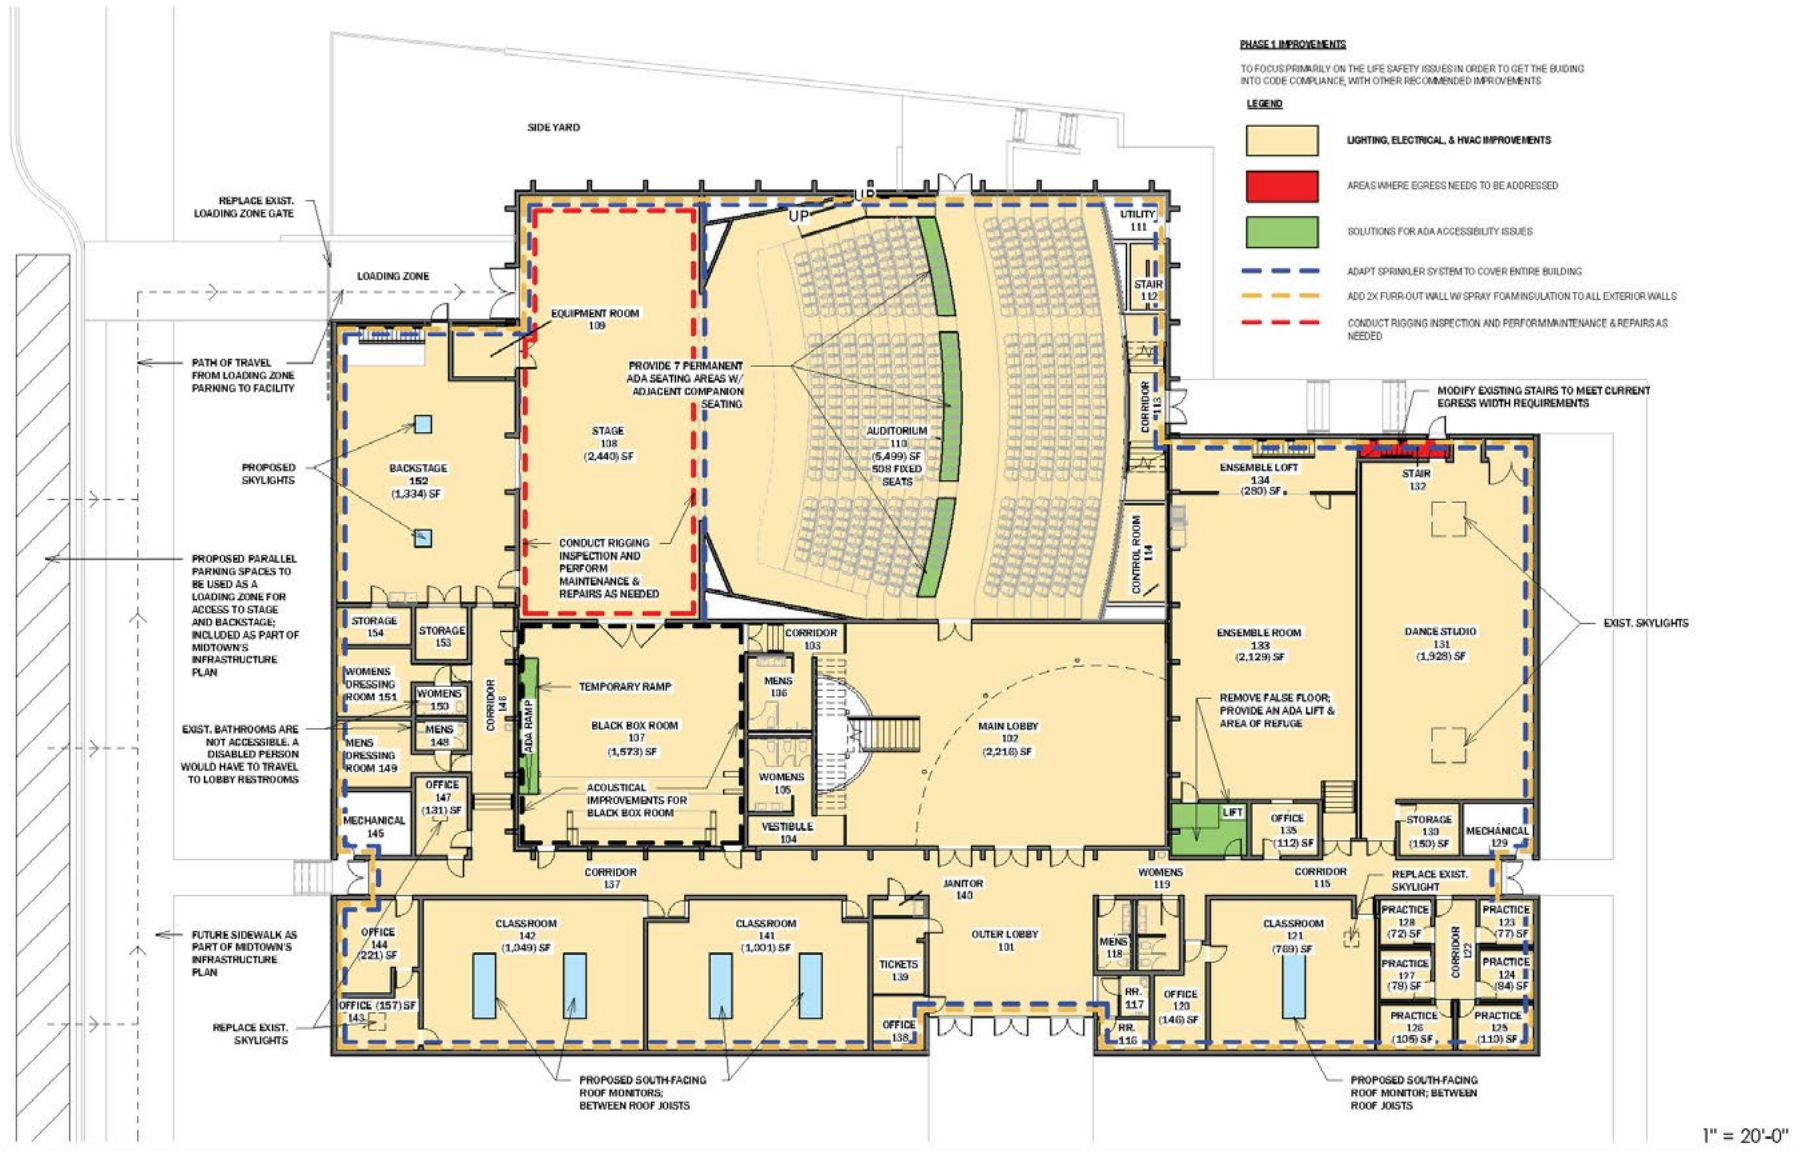 PHASE 1 IMPROVEMENTS
TO FOCUS PRIMARILY ON THE LIFE SAFETY ISSUES IN ORDER TO GET THE BUIDING
INTO CODE COMPLIANCE, WITH OTHER RECOMMENDED IMPROVEMENTS
LEGEND
LIGHTING, ELECTRICAL, & HVAC IMPROVEMENTS
AREAS WHERE EGRESS NEEDS TO BE ADDRESSED
SOLUTIONS FOR ADA ACCESSIBILITY ISSUES
ADAPT SPRINKLER SYSTEM TO COVER ENTIRE BUILDING
ADD 2X FURR-OUT WALL W/ SPRAY FOAM INSULATION TO ALL EXTERIOR WALLS
CONDUCT RIGGING INSPECTION AND PERFORM MAINTENANCE & REPAIRS AS
NEEDED
SIDE YARD
REPLACE EXIST.
LOADING ZONE GATE
LOADING ZONE
UP
UP
UTILITY
111
STAIR
112
EQUIPMENT ROOM
109
PATH OF TRAVEL
FROM LOADING ZONE
PARKING TO FACILITY
PROVIDE 7 PERMANENT
ADA SEATING AREAS W/
ADJACENT COMPANION
SEATING
CORRIDOR
113
MODIFY EXISTING STAIRS TO MEET CURRENT
EGRESS WIDTH REQUIREMENTS
STAGE
108
(2,440) SF
AUDITORIUM
110
(5,499) SF
508 FIXED
SEATS
PROPOSED
SKYLIGHTS
BACKSTAGE
152
(1,334) SF
ENSEMBLE LOFT
134
(280) SF
STAIR
132
CONTROL ROOM
114
CONDUCT RIGGING
INSPECTION AND
PERFORM
MAINTENANCE &
REPAIRS AS NEEDED
PROPOSED PARALLEL
PARKING SPACES TO
BE USED AS A
LOADING ZONE FOR
ACCESS TO STAGE
AND BACKSTAGE;
INCLUDED AS PART OF
MIDTOWN'S
INFRASTRUCTURE
PLAN
STORAGE
154
STORAGE
153
CORRIDOR
103
ENSEMBLE ROOM
133
(2,129) SF
DANCE STUDIO
131
(1,928) SF
EXIST. SKYLIGHTS
WOMENS
DRESSING
ROOM 151
WOMENS
150
CORRIDOR
146
TEMPORARY RAMP
MENS
106
REMOVE FALSE FLOOR;
PROVIDE AN ADA LIFT &
AREA OF REFUGE
EXIST. BATHROOMS ARE
NOT ACCESSIBLE. A
DISABLED PERSON
WOULD HAVE TO TRAVEL
TO LOBBY RESTROOMS
MENS
148
MENS
DRESSING
ROOM 149
ADA RAMP
BLACK BOX ROOM
107
(1,573) SF
MAIN LOBBY
102
(2,216) SF
WOMENS
105
OFFICE
147
(131) SF
ACOUSTICAL
IMPROVEMENTS FOR
BLACK BOX ROOM
MECHANICAL
145
VESTIBULE
104
LIFT
OFFICE
135
(112) SF
STORAGE
130
(150) SF
MECHANICAL
129
CORRIDOR
137
JANITOR
140
WOMENS
119
CORRIDOR
115
REPLACE EXIST.
SKYLIGHT
FUTURE SIDEWALK AS
PART OF MIDTOWN'S
INFRASTRUCTURE
PLAN
OFFICE
144
(221) SF
CLASSROOM
142
(1,049) SF
CLASSROOM
141
(1,001) SF
OUTER LOBBY
101
MENS
118
CLASSROOM
121
(789) SF
PRACTICE
128
(72) SF
CORRIDOR
122
PRACTICE
123
(77) SF
TICKETS
139
PRACTICE
127
(78) SF
PRACTICE
124
(84) SF
OFFICE (157) SF
143
RR.
117
OFFICE
120
(146) SF
REPLACE EXIST.
SKYLIGHTS
OFFICE
138
RR.
116
PRACTICE
126
(105) SF
PRACTICE
125
(110) SF
PROPOSED SOUTH-FACING
ROOF MONITORS;
BETWEEN ROOF JOISTS
PROPOSED SOUTH-FACING
ROOF MONITOR; BETWEEN
ROOF JOISTS
1" = 20'-0"